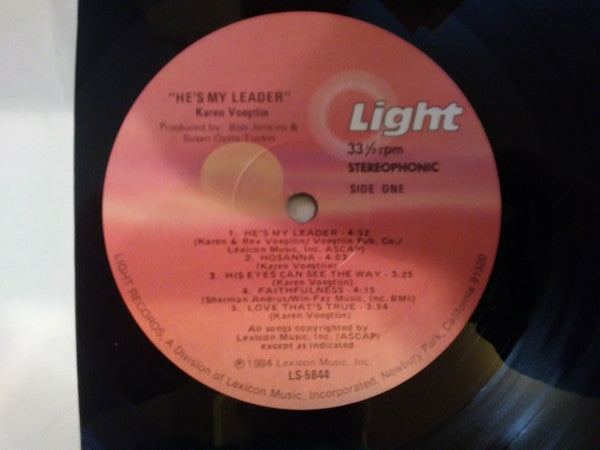 "HE'S MY LEADER"
Karen Voegtlin
Produced by: Bob Jenkins &
Susan Opits-Tucker
Light
33⅓ rpm
STEREOPHONIC
SIDE ONE
1. HE'S MY LEADER - 4:52
(Karen & Rex Voegtlin/ Voegtlin Pub. Co./
Lexicon Music, Inc. ASCAP)
2. HOSANNA - 4:03
(Karen Voegtlin)
3. HIS EYES CAN SEE THE WAY - 3:25
(Karen Voegtlin)
4. FAITHFULNESS - 4:15
(Sherman Andrus/Win-Fay Music, Inc. BMI)
5. LOVE THAT'S TRUE - 3:54
(Karen Voegtlin)
All songs copyrighted by
Lexicon Music, Inc. (ASCAP)
except as indicated
℗ 1984 Lexicon Music, Inc.
LS-5844
LIGHT RECORDS, A Division of Lexicon Music, Incorporated, Newbury Park, California 91320